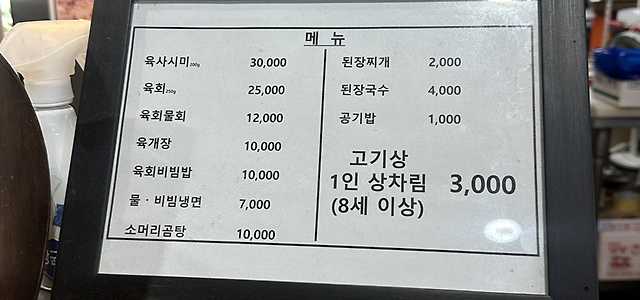 메 뉴
육사시미200g 30,000
육회250g 25,000
육회물회 12,000
육개장 10,000
육회비빔밥 10,000
물 · 비빔냉면 7,000
소머리곰탕 10,000
된장찌개 2,000
된장국수 4,000
공기밥 1,000
고기상
1인 상차림 3,000
(8세 이상)